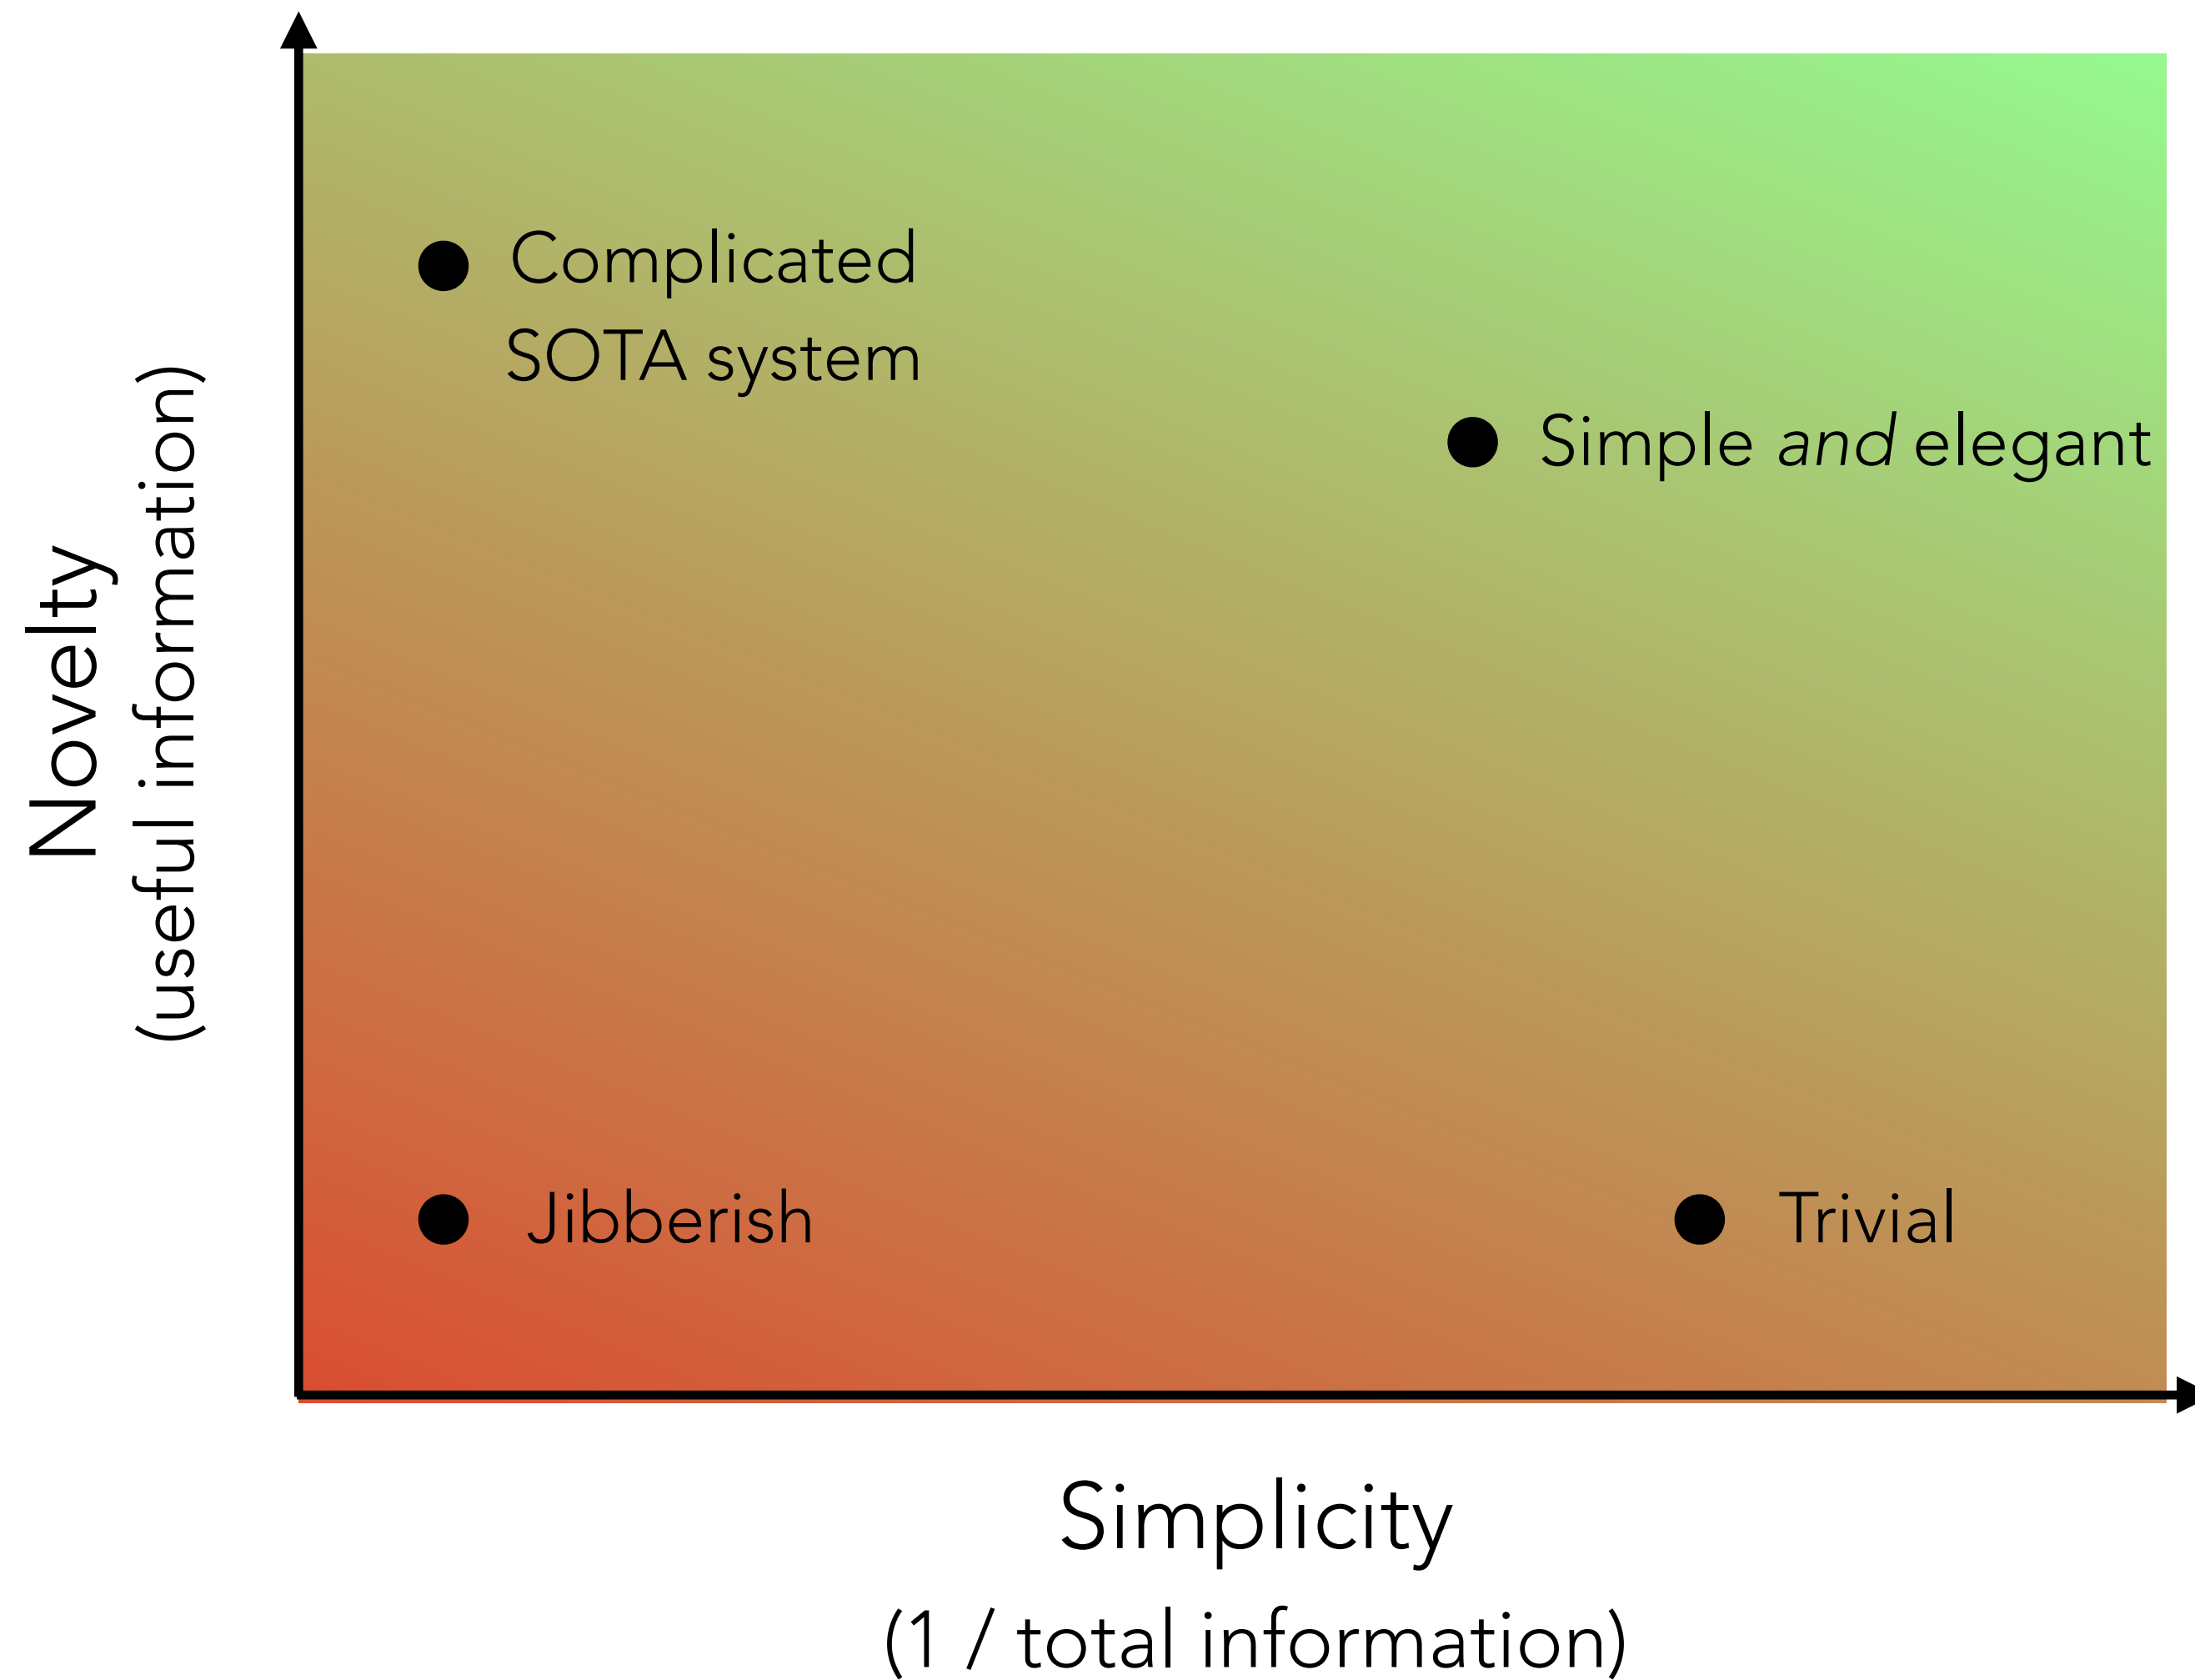 Complicated
SOTA system
Simple and elegant
Novelty
(useful information)
Jibberish
Trivial
Simplicity
(1 / total information)